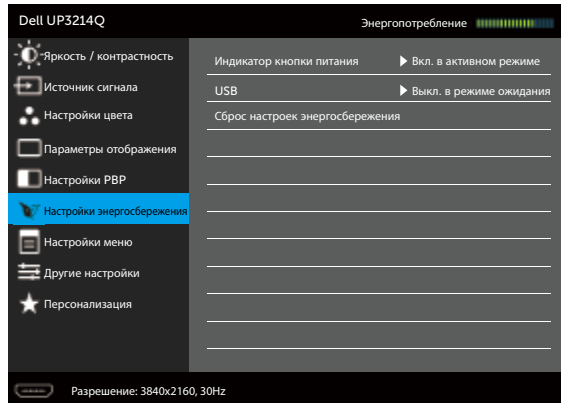 Dell UP3214Q
Энергопотребление
Яркость / контрастность
Источник сигнала
Настройки цвета
Параметры отображения
Настройки PBP
Настройки энергосбережения
Настройки меню
Другие настройки
Персонализация
Индикатор кнопки питания
Вкл. в активном режиме
USB
Выкл. в режиме ожидания
Сброс настроек энергосбережения
Разрешение: 3840x2160, 30Hz